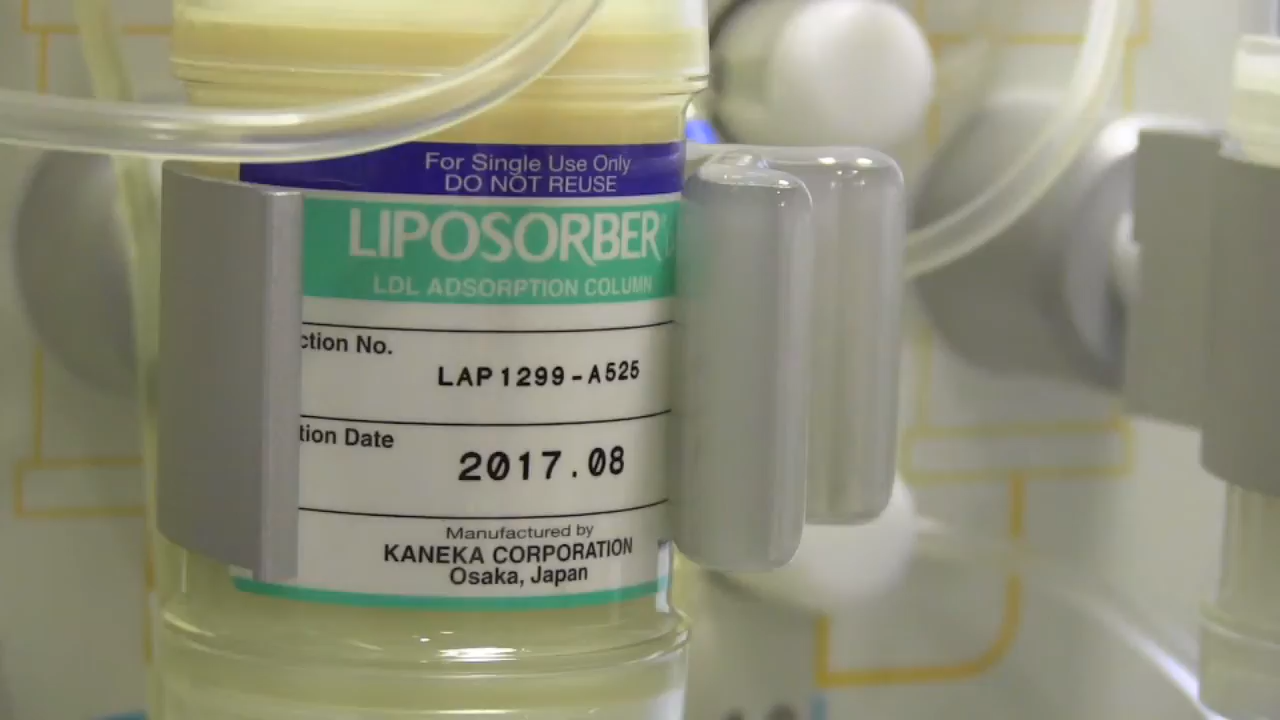 For Single Use Only
DO NOT REUSE
LIPOSORBER
LDL ADSORPTION COLUMN
ction No.
LAP1299-A525
tion Date
2017.08
Manufactured by
KANEKA CORPORATION
Osaka, Japan